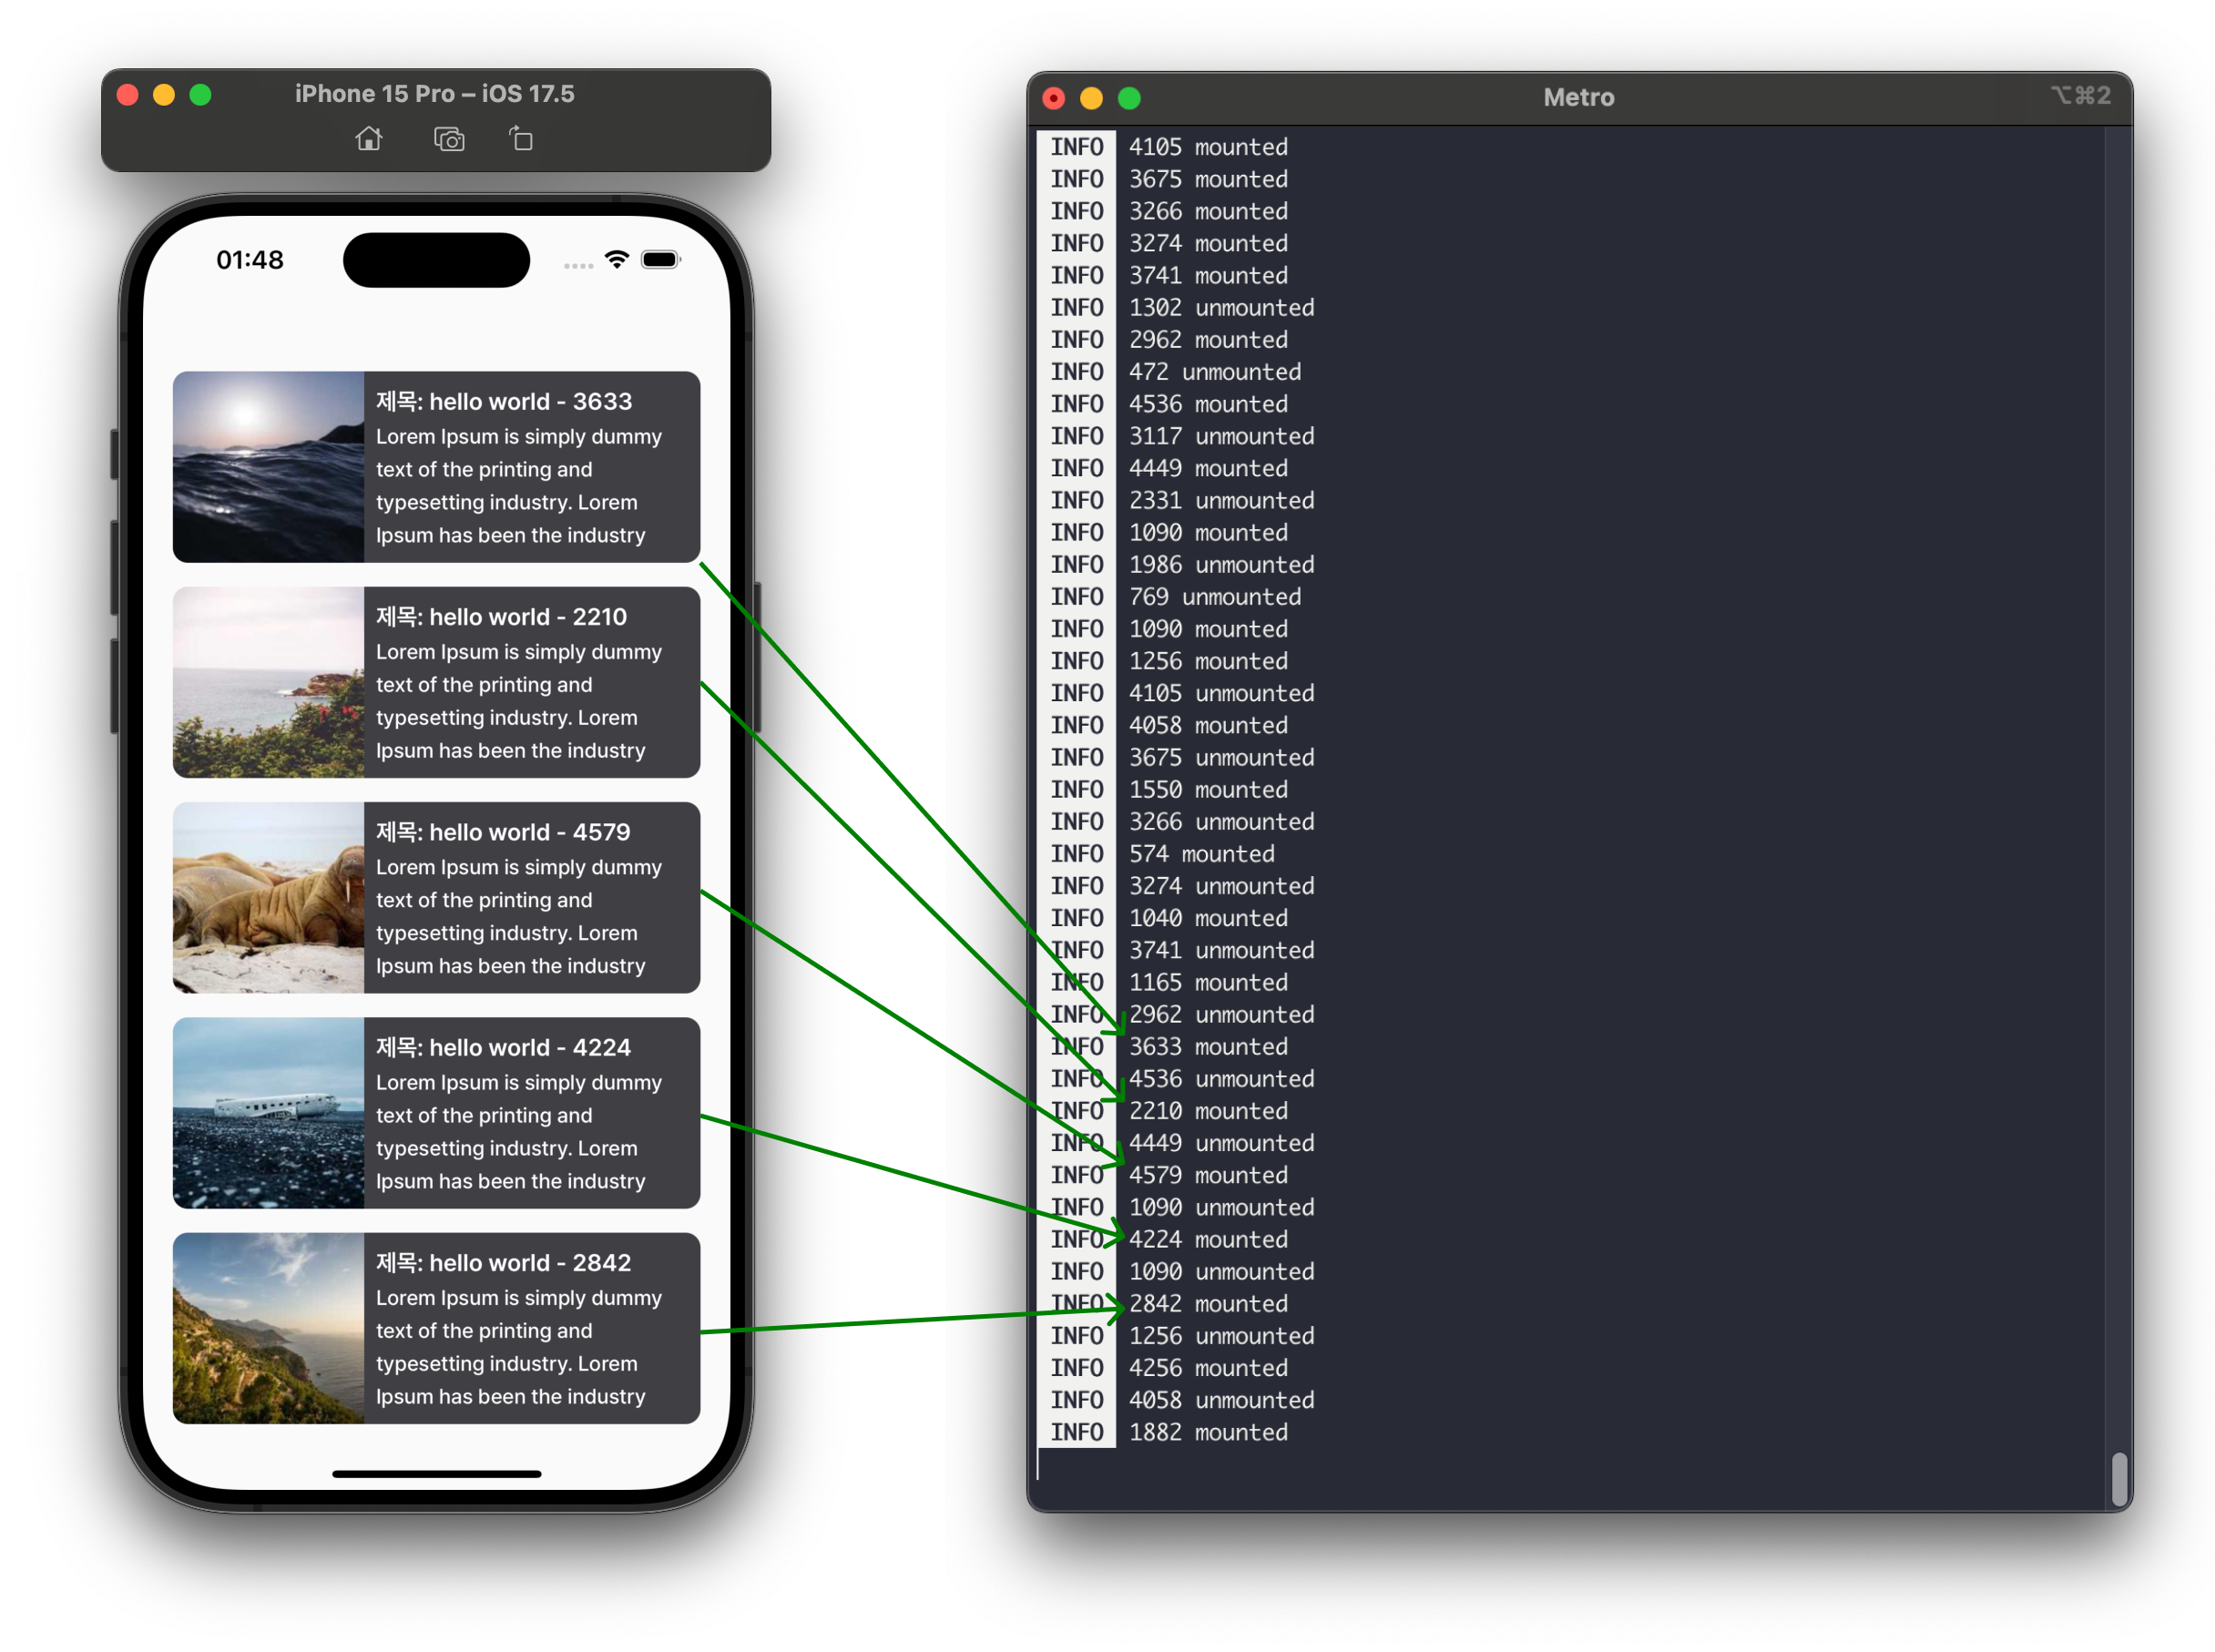 iPhone 15 Pro – iOS 17.5
01:48
제목: hello world - 3633
Lorem Ipsum is simply dummy
text of the printing and
typesetting industry. Lorem
Ipsum has been the industry
제목: hello world - 2210
Lorem Ipsum is simply dummy
text of the printing and
typesetting industry. Lorem
Ipsum has been the industry
제목: hello world - 4579
Lorem Ipsum is simply dummy
text of the printing and
typesetting industry. Lorem
Ipsum has been the industry
제목: hello world - 4224
Lorem Ipsum is simply dummy
text of the printing and
typesetting industry. Lorem
Ipsum has been the industry
제목: hello world - 2842
Lorem Ipsum is simply dummy
text of the printing and
typesetting industry. Lorem
Ipsum has been the industry
Metro ⌥⌘2
INFO 4105 mounted
INFO 3675 mounted
INFO 3266 mounted
INFO 3274 mounted
INFO 3741 mounted
INFO 1302 unmounted
INFO 2962 mounted
INFO 472 unmounted
INFO 4536 mounted
INFO 3117 unmounted
INFO 4449 mounted
INFO 2331 unmounted
INFO 1090 mounted
INFO 1986 unmounted
INFO 769 unmounted
INFO 1090 mounted
INFO 1256 mounted
INFO 4105 unmounted
INFO 4058 mounted
INFO 3675 unmounted
INFO 1550 mounted
INFO 3266 unmounted
INFO 574 mounted
INFO 3274 unmounted
INFO 1040 mounted
INFO 3741 unmounted
INFO 1165 mounted
INFO 2962 unmounted
INFO 3633 mounted
INFO 4536 unmounted
INFO 2210 mounted
INFO 4449 unmounted
INFO 4579 mounted
INFO 1090 unmounted
INFO 4224 mounted
INFO 1090 unmounted
INFO 2842 mounted
INFO 1256 unmounted
INFO 4256 mounted
INFO 4058 unmounted
INFO 1882 mounted